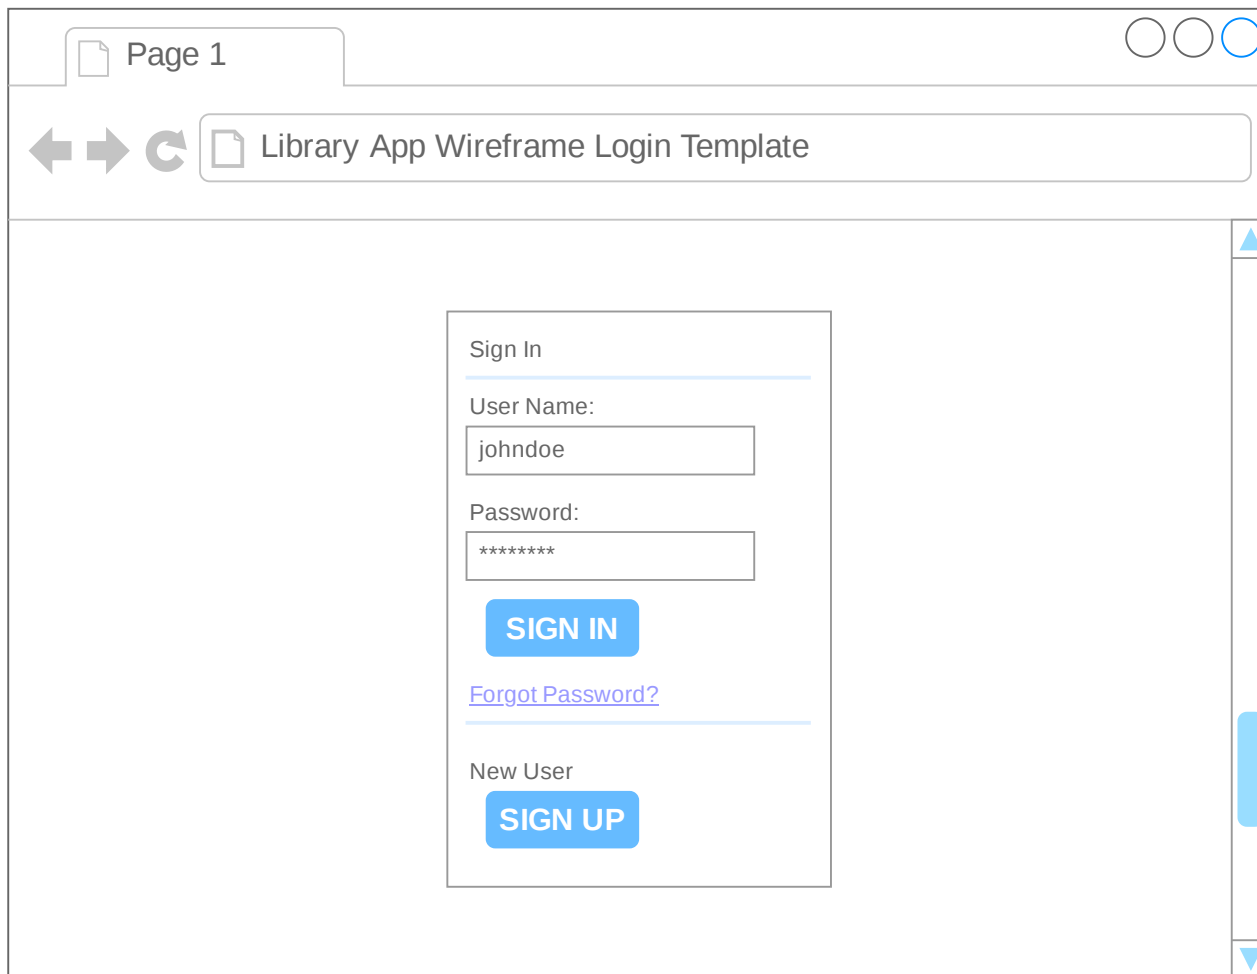 Page 1
Library App Wireframe Login Template
Sign In
User Name:
johndoe
Password:
********
SIGN IN
Forgot Password?
New User
SIGN UP